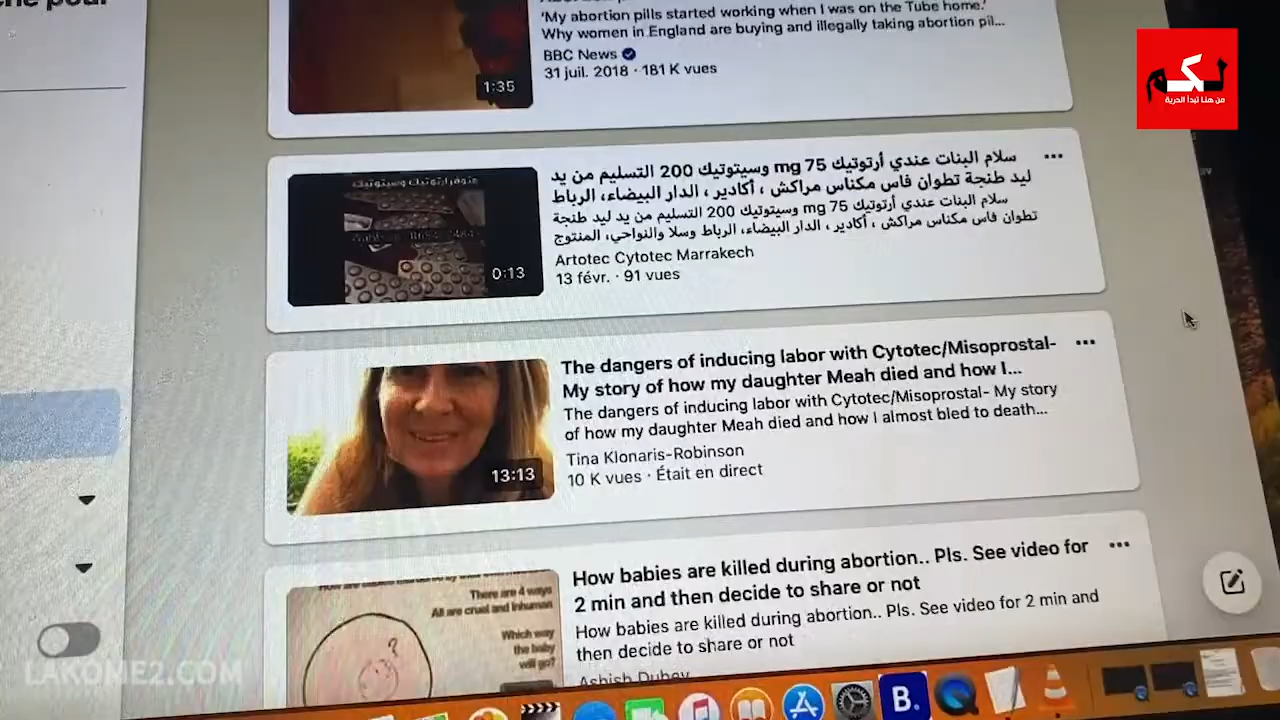 'My abortion pills started working when I was on the Tube home.'
Why women in England are buying and illegally taking abortion pil...
BBC News
31 juil. 2018 · 181 K vues
1:35
لكم
من هنا تبدأ الحرية
سلام البنات عندي أرتوتيك 75 mg وسيتوتيك 200 التسليم من يد
ليد طنجة تطوان فاس مكناس مراكش ، أكادير ، الدار البيضاء، الرباط
سلام البنات عندي أرتوتيك 75 mg وسيتوتيك 200 التسليم من يد ليد طنجة
تطوان فاس مكناس مراكش ، أكادير ، الدار البيضاء، الرباط وسلا والنواحي، المنتوج
Artotec Cytotec Marrakech
13 févr. · 91 vues
0:13
The dangers of inducing labor with Cytotec/Misoprostal-
My story of how my daughter Meah died and how I...
The dangers of inducing labor with Cytotec/Misoprostal- My story
of how my daughter Meah died and how I almost bled to death...
Tina Klonaris-Robinson
10 K vues · Était en direct
13:13
How babies are killed during abortion.. Pls. See video for
2 min and then decide to share or not
How babies are killed during abortion.. Pls. See video for 2 min and
then decide to share or not
Ashish Dubey
There are 4 ways
All are cruel and inhuman
Which way
the baby
will go?
?
B.
LAKOME2.COM